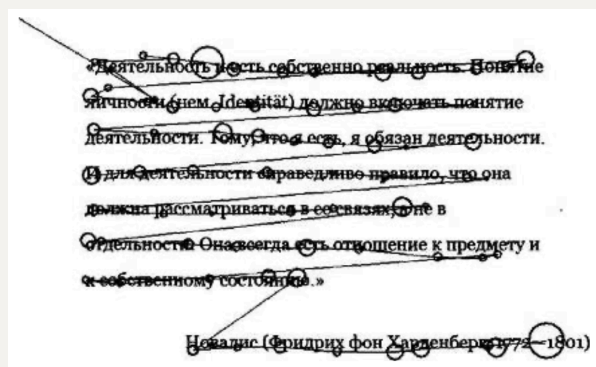 «Деятельность и есть собственно реальность. Понятие
личности (нем. Identität) должно включать понятие
деятельности. Тому, что я есть, я обязан деятельности.
И для деятельности справедливо правило, что она
должна рассматриваться в ее связях, а не в
отдельности. Она всегда есть отношение к предмету и
к собственному состоянию.»
Новалис (Фридрих фон Харденберг 1772—1801)